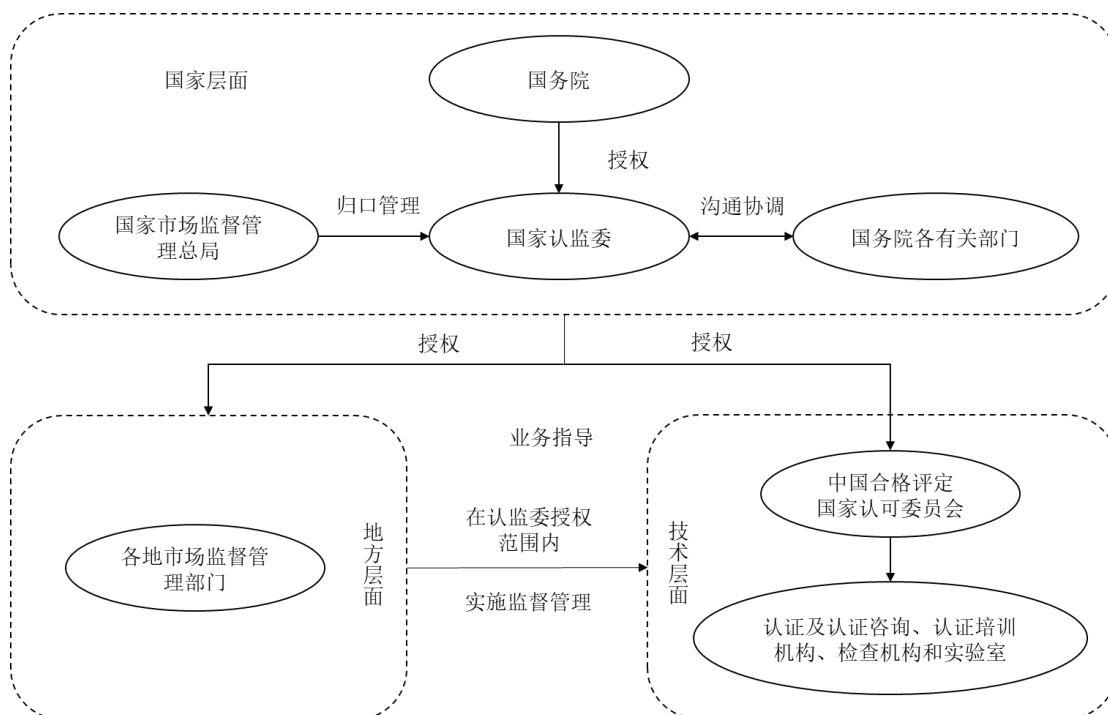 国家层面
国务院
授权
国家市场监督管
理总局
归口管理
国家认监委
沟通协调
国务院各有关部门
授权
授权
各地市场监督管
理部门
地方层面
业务指导
在认监委授权
范围内
实施监督管理
技术层面
中国合格评定
国家认可委员会
认证及认证咨询、认证培训
机构、检查机构和实验室